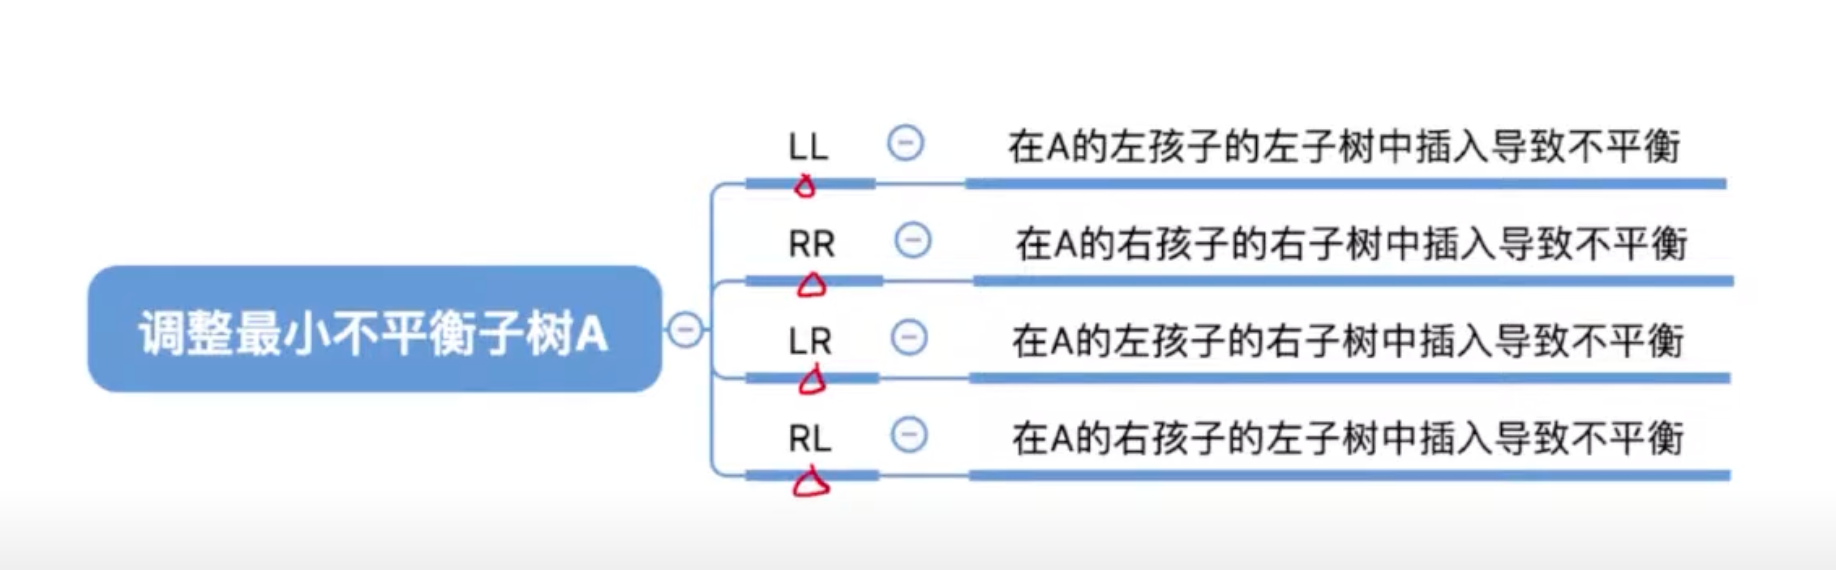 调整最小不平衡子树A
LL
在A的左孩子的左子树中插入导致不平衡
RR
在A的右孩子的右子树中插入导致不平衡
LR
在A的左孩子的右子树中插入导致不平衡
RL
在A的右孩子的左子树中插入导致不平衡